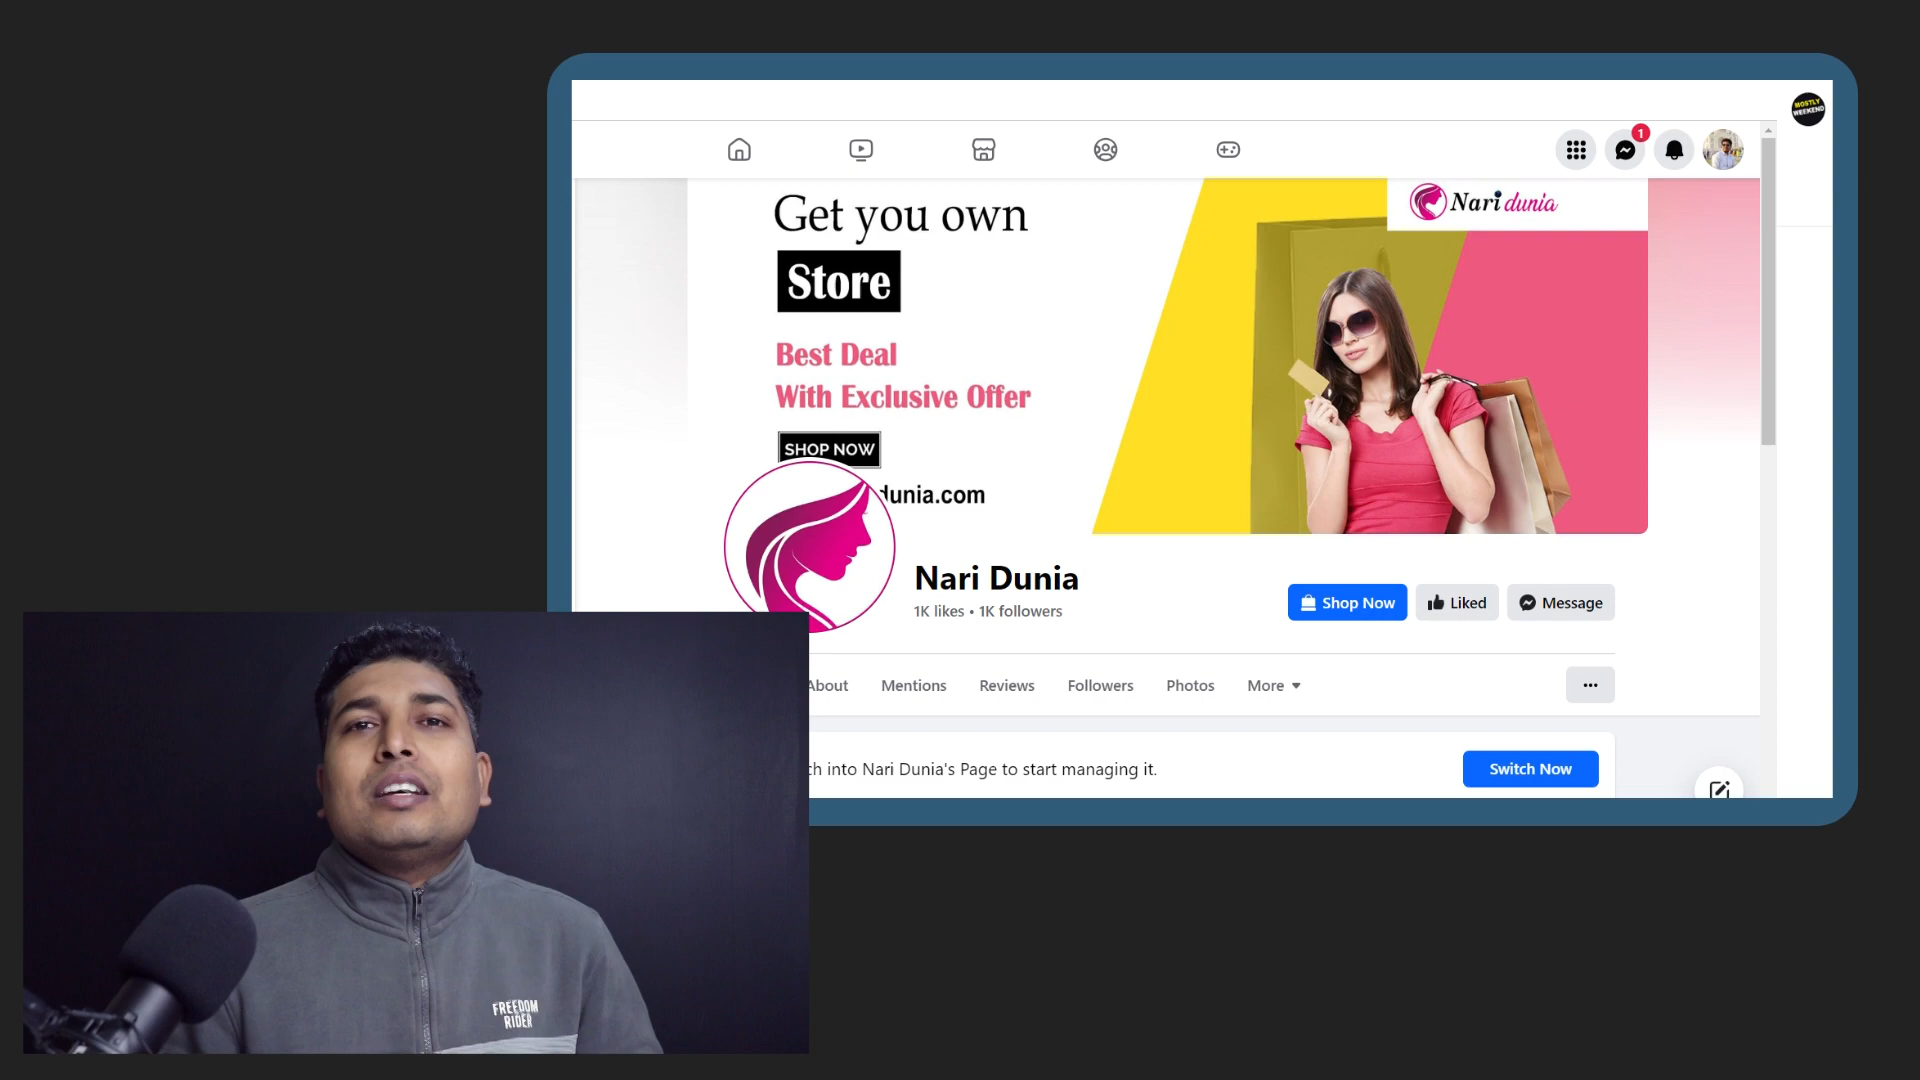 MOSTLY
WEEKEND
1
Get you own
Store
Nari dunia
Best Deal
With Exclusive Offer
SHOP NOW
dunia.com
Nari Dunia
1K likes • 1K followers
Shop Now
Liked
Message
About
Mentions
Reviews
Followers
Photos
More
into Nari Dunia's Page to start managing it.
Switch Now
FREEDOM
RIDER